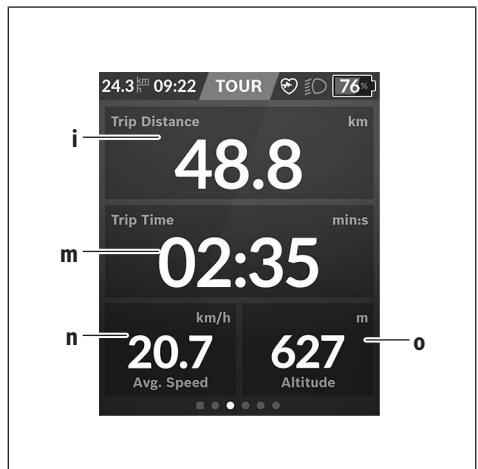 24.3 km/h 09:22 TOUR 76%
Trip Distance km
i
48.8
Trip Time min:s
m
02:35
km/h m
n
20.7 627
o
Avg. Speed Altitude